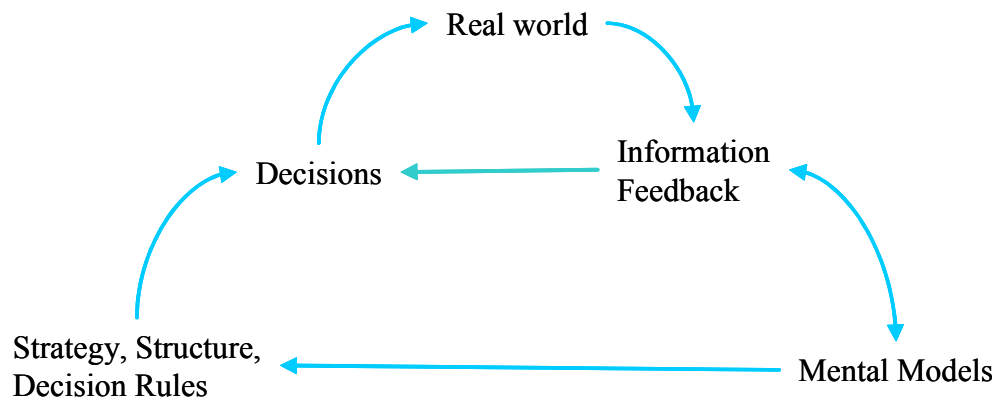 Real world
Information
Feedback
Decisions
Strategy, Structure,
Decision Rules
Mental Models